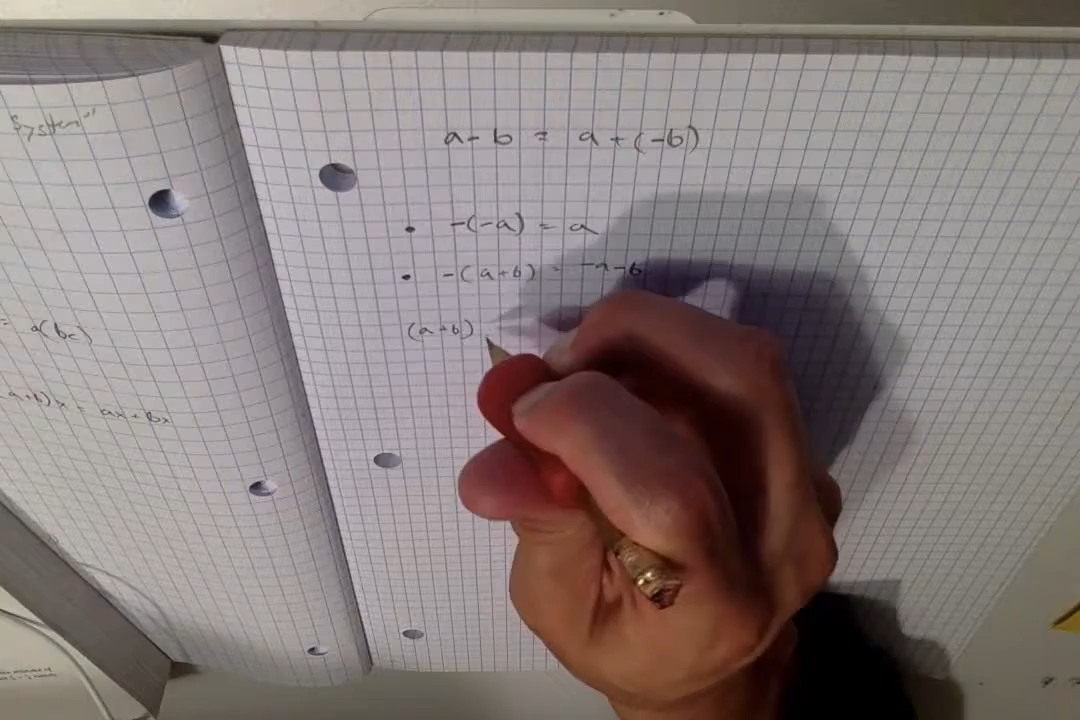 System"
= a(bc)
(a+b)x = ax+bx
a - b = a + (-b)
• -(-a) = a
• -(a+b) = -a-b
(a+b)